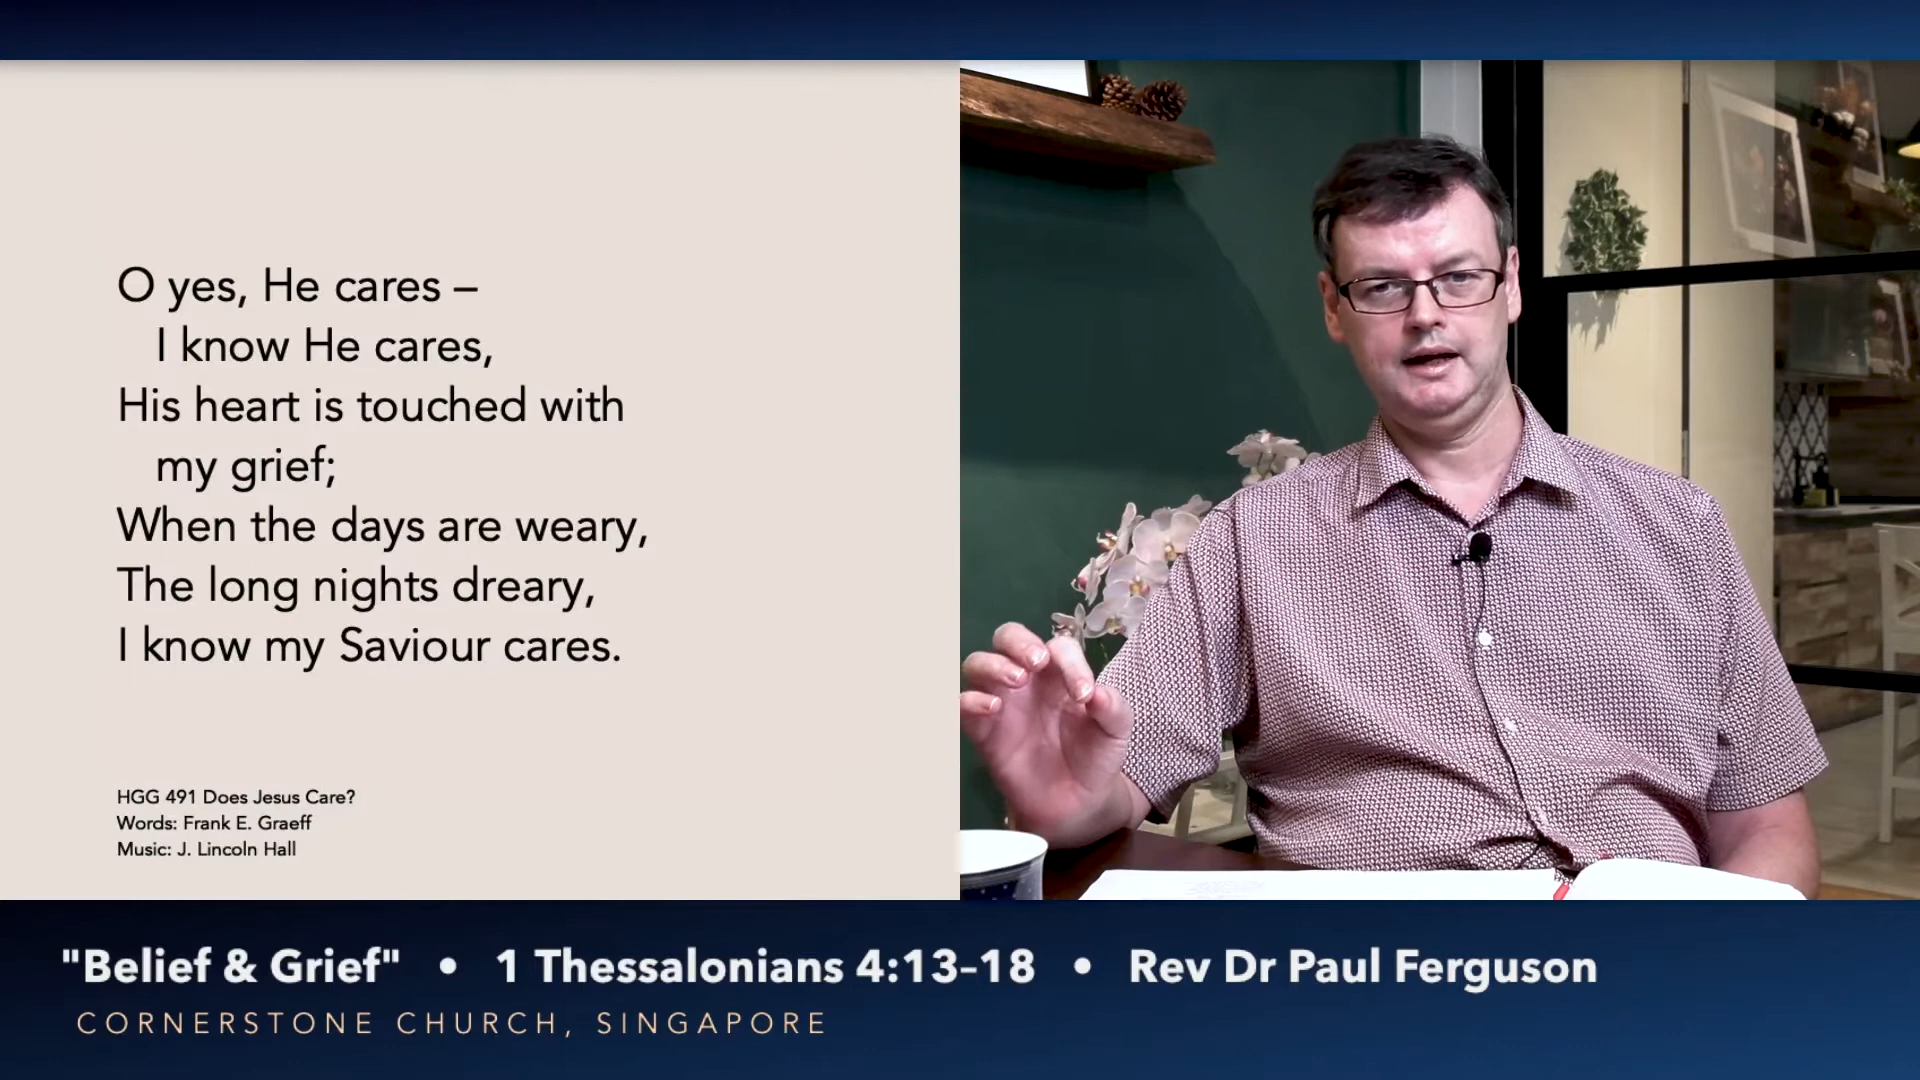 O yes, He cares –
I know He cares,
His heart is touched with
my grief;
When the days are weary,
The long nights dreary,
I know my Saviour cares.
HGG 491 Does Jesus Care?
Words: Frank E. Graeff
Music: J. Lincoln Hall
"Belief & Grief" • 1 Thessalonians 4:13–18 • Rev Dr Paul Ferguson
CORNERSTONE CHURCH, SINGAPORE